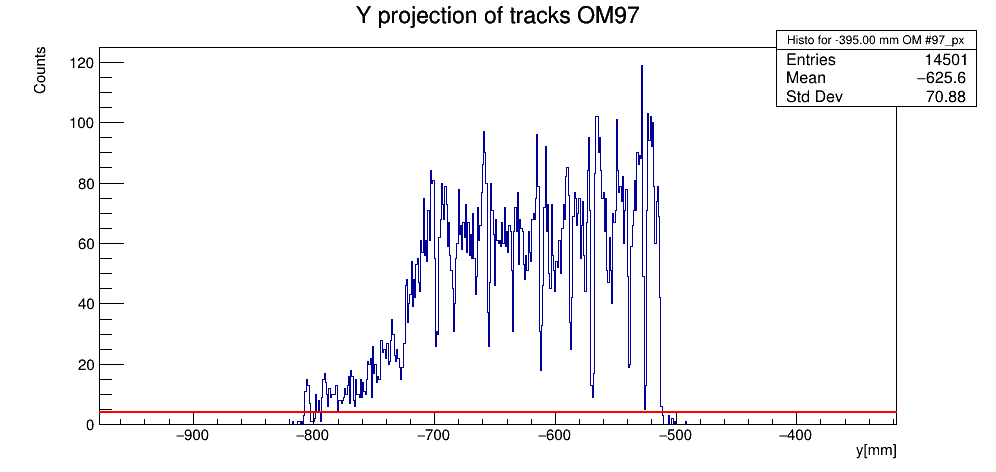 Y projection of tracks OM97
Histo for -395.00 mm OM #97_px
Entries 14501
Mean −625.6
Std Dev 70.88
Counts
120
100
80
60
40
20
0
−900 −800 −700 −600 −500 −400
y[mm]